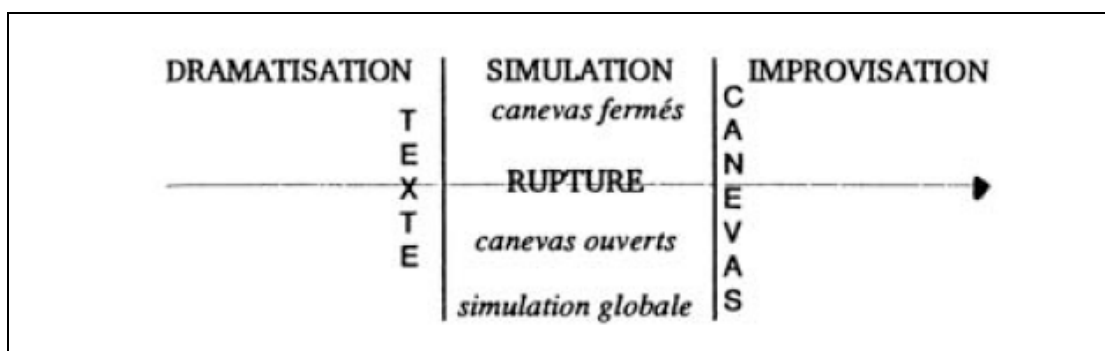 DRAMATISATION
TEXTE
SIMULATION
canevas fermés
RUPTURE
canevas ouverts
simulation globale
IMPROVISATION
CANEVAS